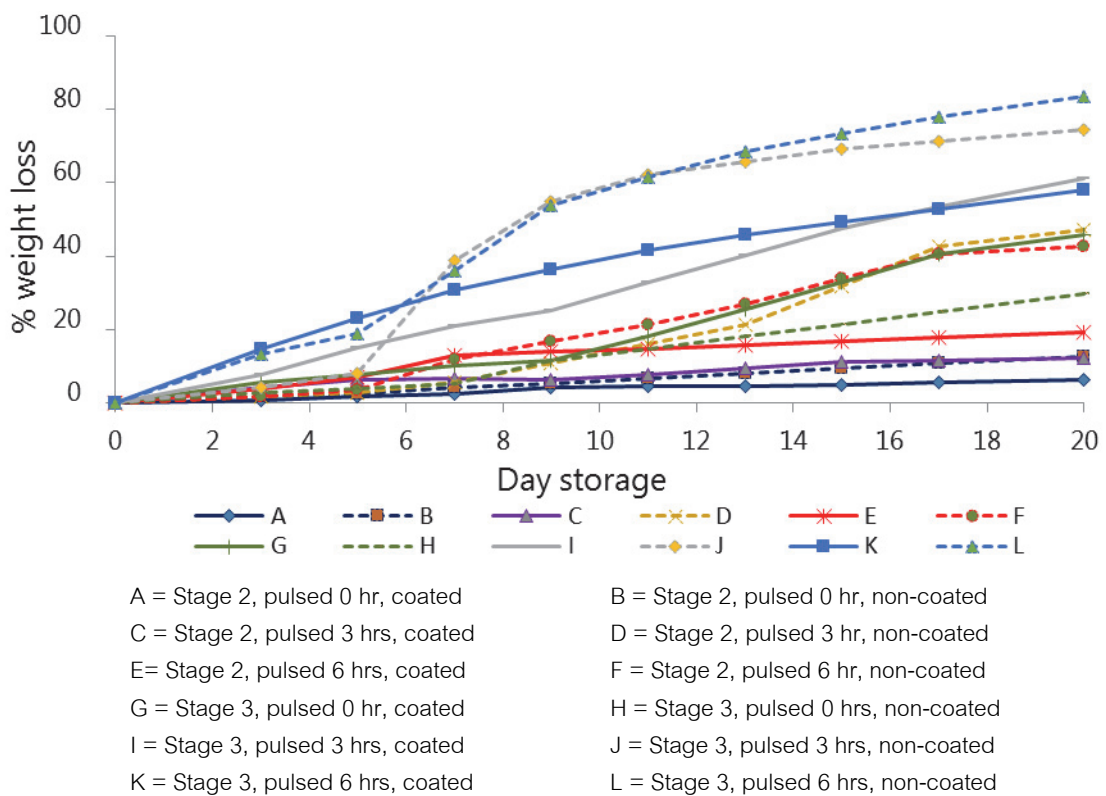 100
80
60
40
20
0
% weight loss
0 2 4 6 8 10 12 14 16 18 20
Day storage
A B C D E F
G H I J K L
A = Stage 2, pulsed 0 hr, coated
B = Stage 2, pulsed 0 hr, non-coated
C = Stage 2, pulsed 3 hrs, coated
D = Stage 2, pulsed 3 hr, non-coated
E= Stage 2, pulsed 6 hrs, coated
F = Stage 2, pulsed 6 hr, non-coated
G = Stage 3, pulsed 0 hr, coated
H = Stage 3, pulsed 0 hrs, non-coated
I = Stage 3, pulsed 3 hrs, coated
J = Stage 3, pulsed 3 hrs, non-coated
K = Stage 3, pulsed 6 hrs, coated
L = Stage 3, pulsed 6 hrs, non-coated